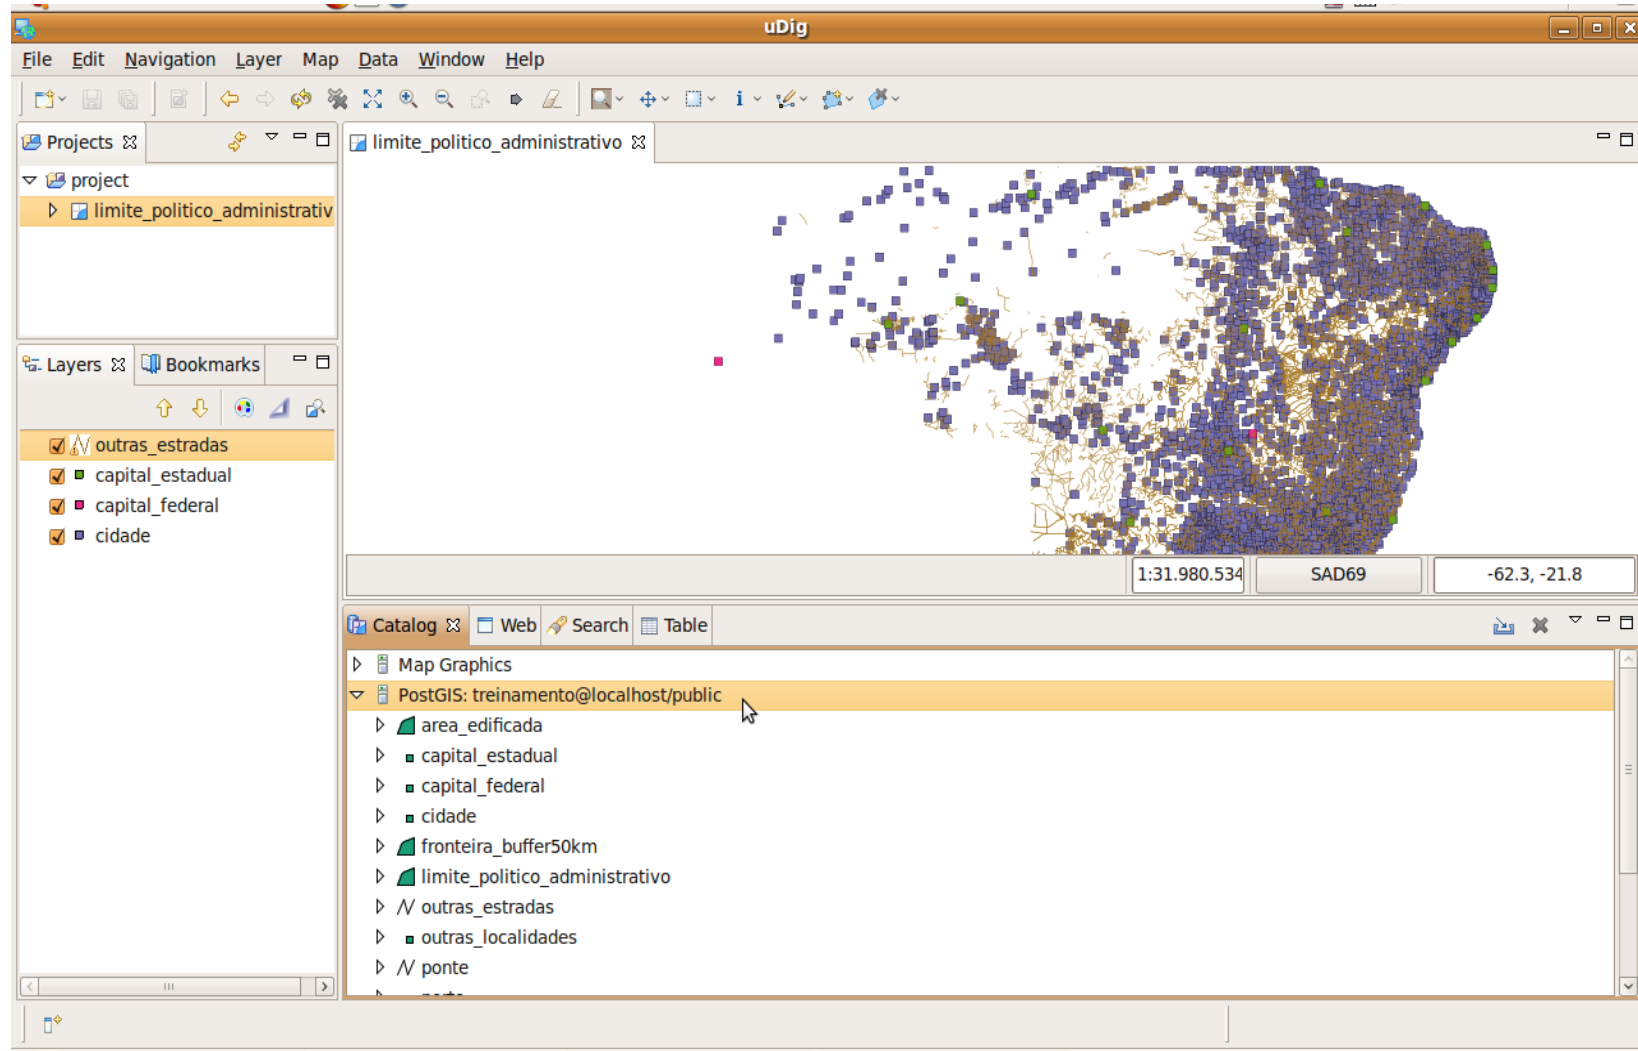 uDig
File Edit Navigation Layer Map Data Window Help
Projects
project
limite_politico_administrativ
Layers Bookmarks
outras_estradas
capital_estadual
capital_federal
cidade
limite_politico_administrativo
1:31.980.534 SAD69 -62.3, -21.8
Catalog Web Search Table
Map Graphics
PostGIS: treinamento@localhost/public
area_edificada
capital_estadual
capital_federal
cidade
fronteira_buffer50km
limite_politico_administrativo
outras_estradas
outras_localidades
ponte